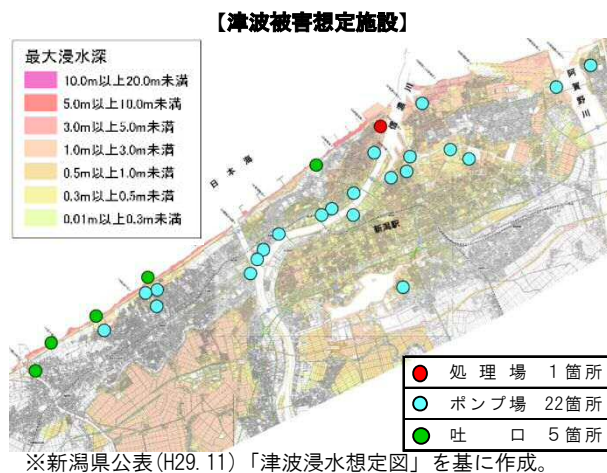 【津波被害想定施設】
最大浸水深
10.0m以上20.0m未満
5.0m以上10.0m未満
3.0m以上5.0m未満
1.0m以上3.0m未満
0.5m以上1.0m未満
0.3m以上0.5m未満
0.01m以上0.3m未満
日本海
信濃川
阿賀野川
新潟駅
処理場 1箇所
ポンプ場 22箇所
吐口 5箇所
※新潟県公表(H29.11)「津波浸水想定図」を基に作成。